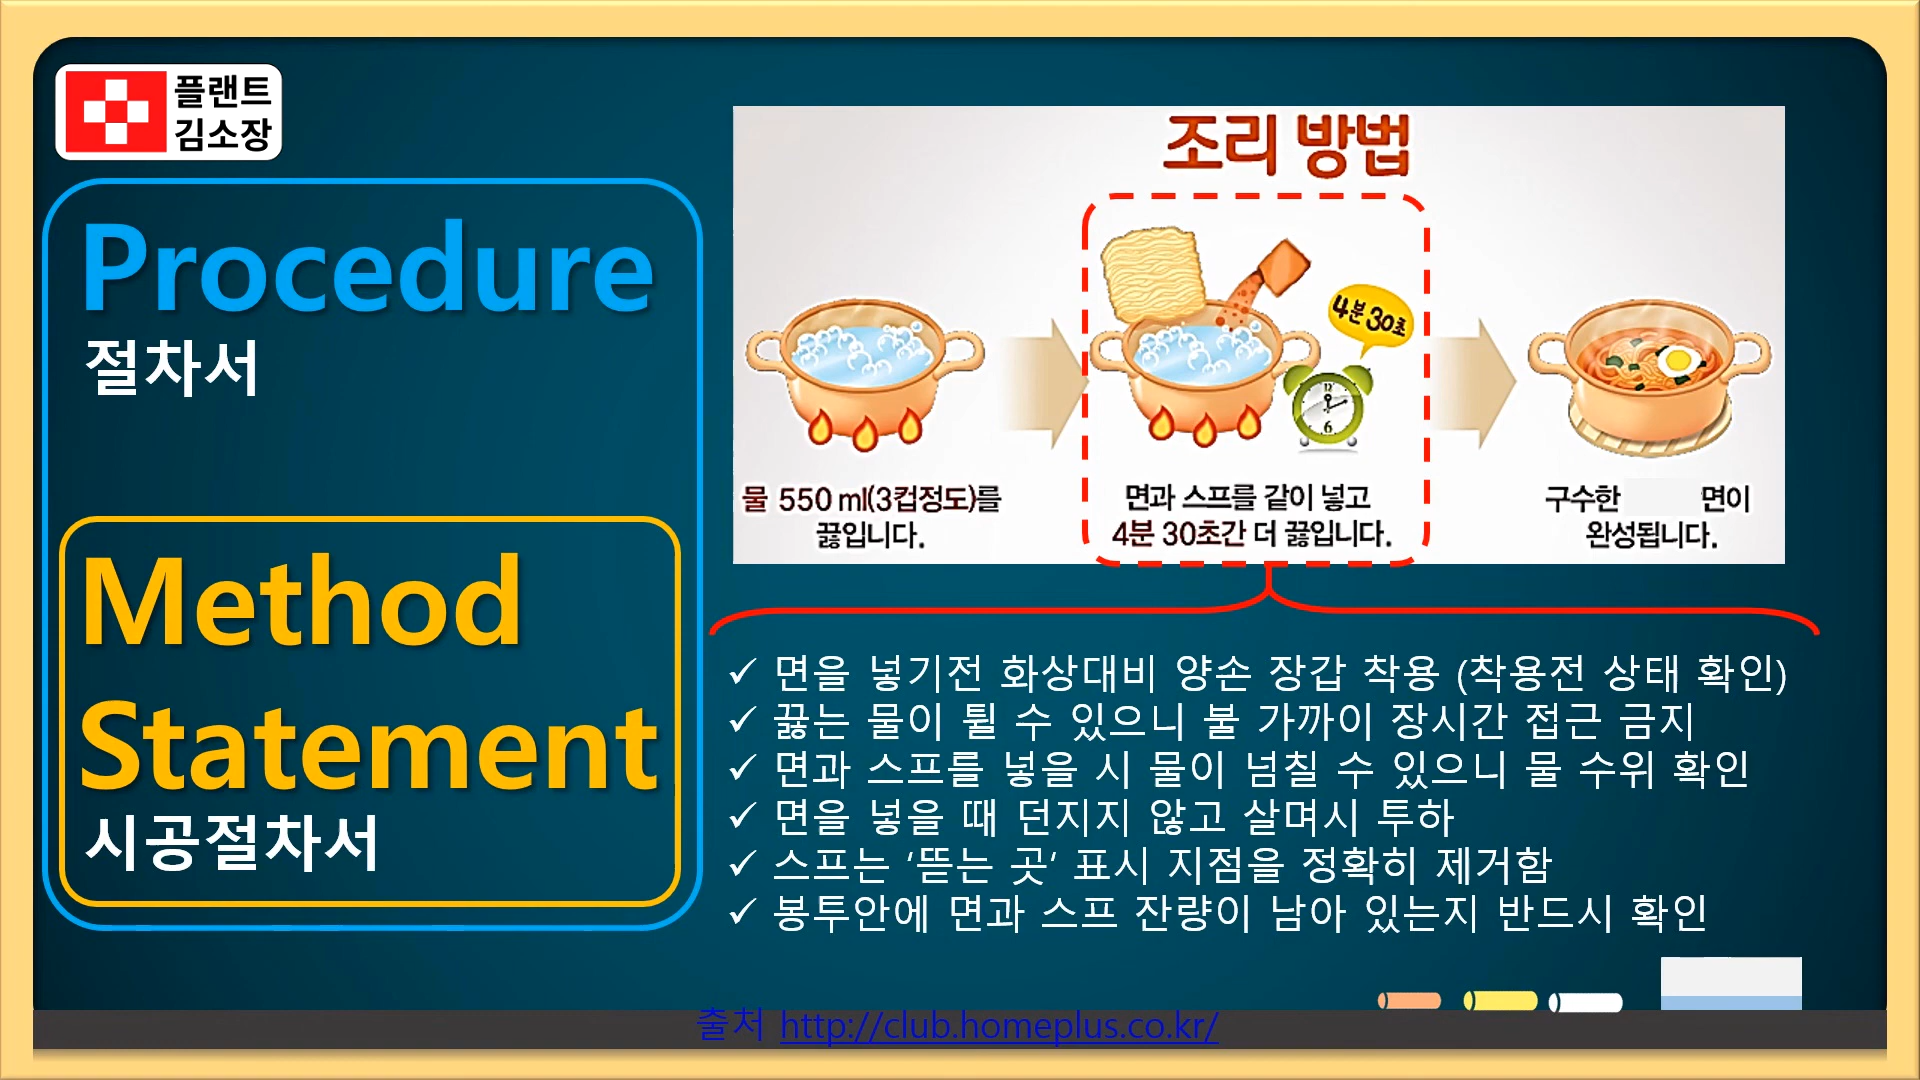 플랜트
김소장
Procedure
절차서
Method
Statement
시공절차서
조리 방법
4분 30초
12
6
물 550 ml(3컵정도)를
끓입니다.
면과 스프를 같이 넣고
4분 30초간 더 끓입니다.
구수한 면이
완성됩니다.
✓ 면을 넣기전 화상대비 양손 장갑 착용 (착용전 상태 확인)
✓ 끓는 물이 튈 수 있으니 불 가까이 장시간 접근 금지
✓ 면과 스프를 넣을 시 물이 넘칠 수 있으니 물 수위 확인
✓ 면을 넣을 때 던지지 않고 살며시 투하
✓ 스프는 ‘뜯는 곳‘ 표시 지점을 정확히 제거함
✓ 봉투안에 면과 스프 잔량이 남아 있는지 반드시 확인
출처 http://club.homeplus.co.kr/